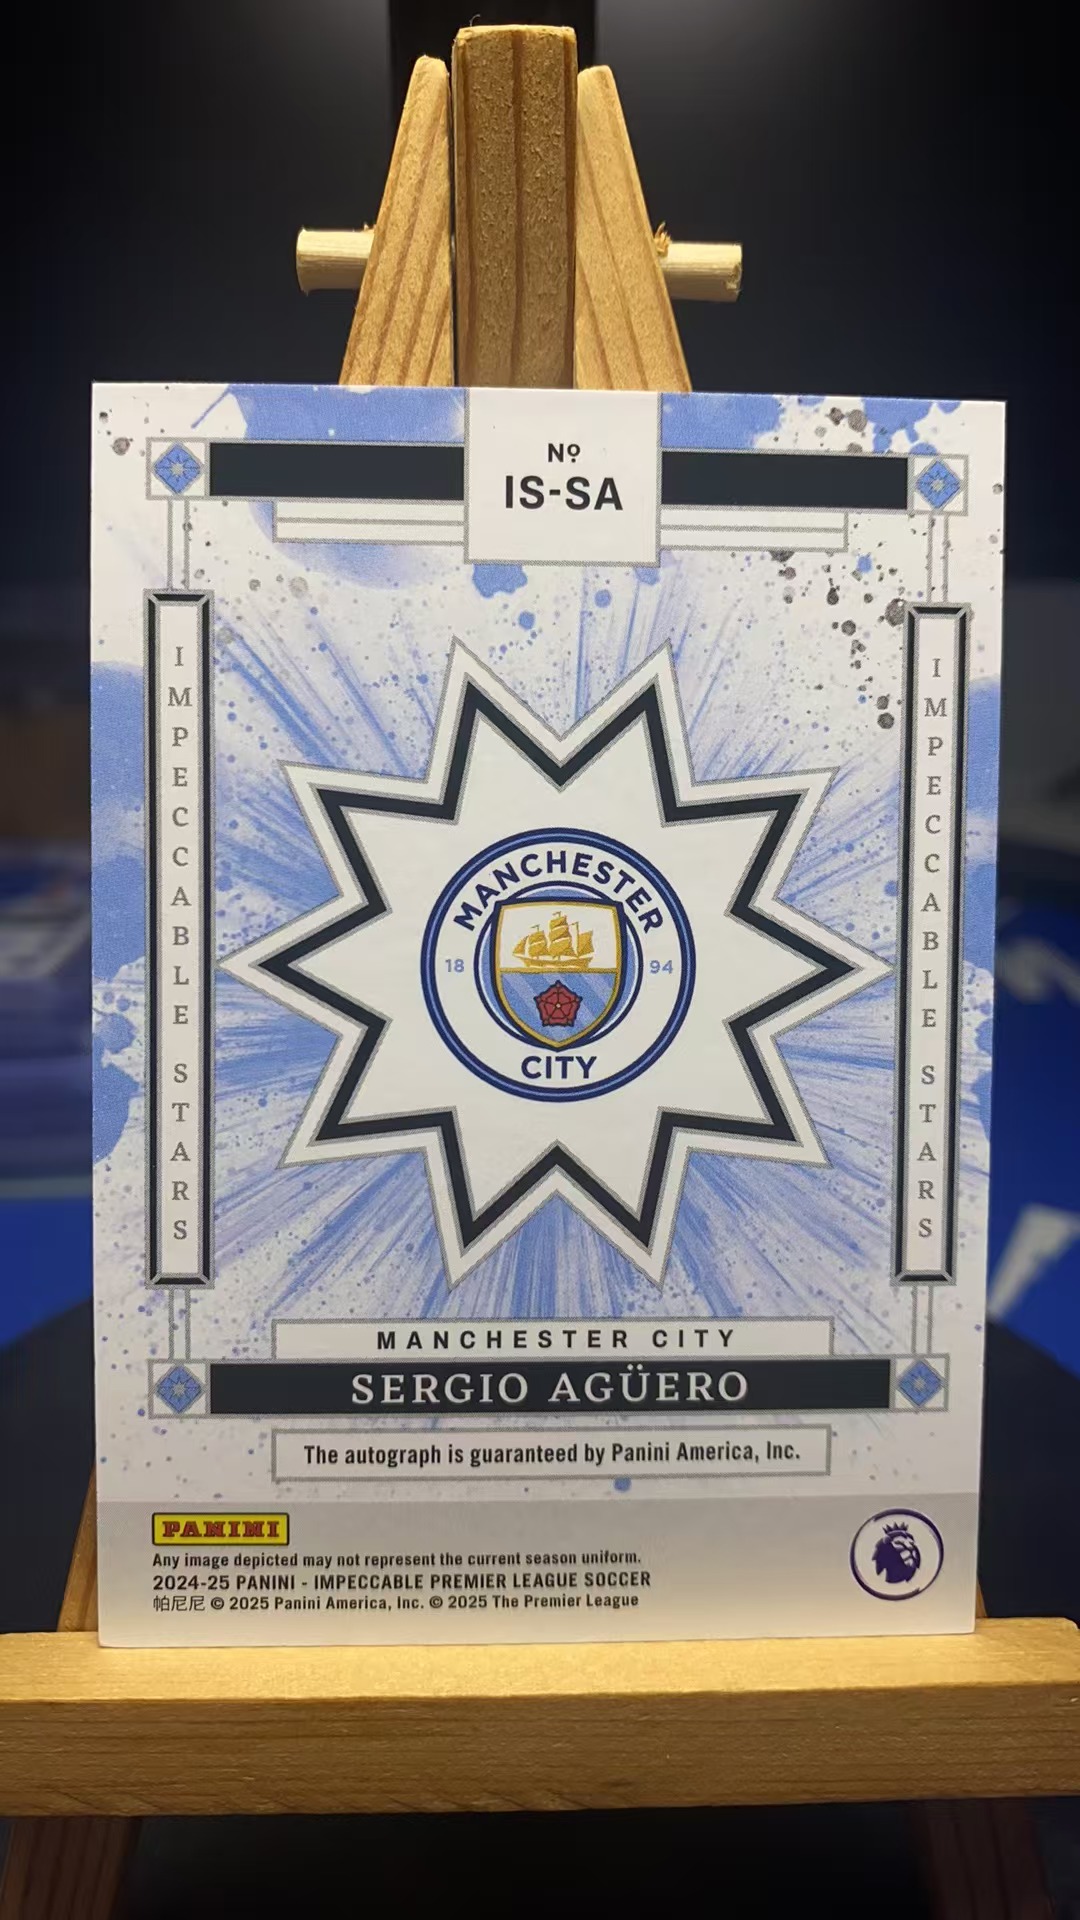 Nº
IS-SA
IMPECCABLE STARS
IMPECCABLE STARS
MANCHESTER
18 94
CITY
MANCHESTER CITY
SERGIO AGÜERO
The autograph is guaranteed by Panini America, Inc.
PANINI
Any image depicted may not represent the current season uniform.
2024-25 PANINI - IMPECCABLE PREMIER LEAGUE SOCCER
帕尼尼 © 2025 Panini America, Inc. © 2025 The Premier League